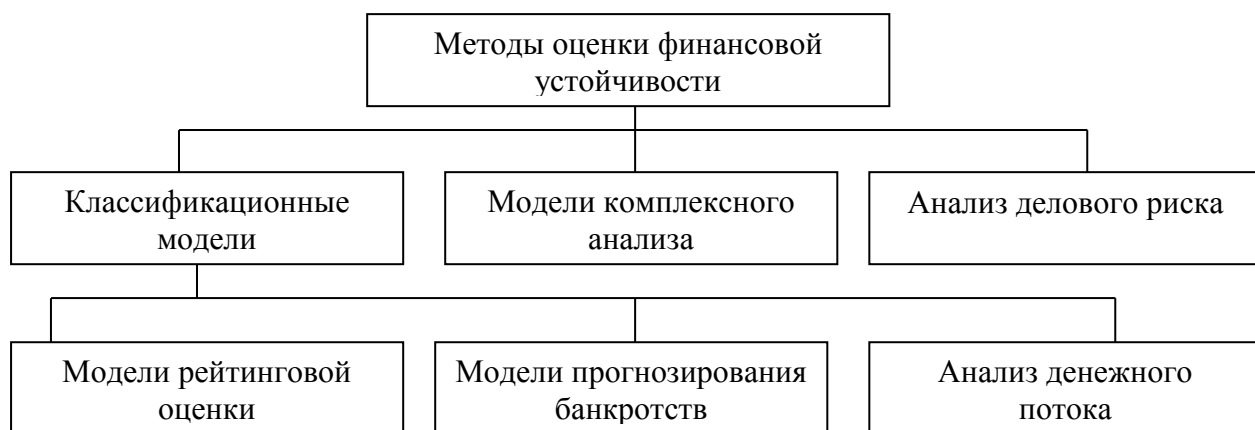 Методы оценки финансовой
устойчивости
Классификационные
модели
Модели комплексного
анализа
Анализ делового риска
Модели рейтинговой
оценки
Модели прогнозирования
банкротств
Анализ денежного
потока